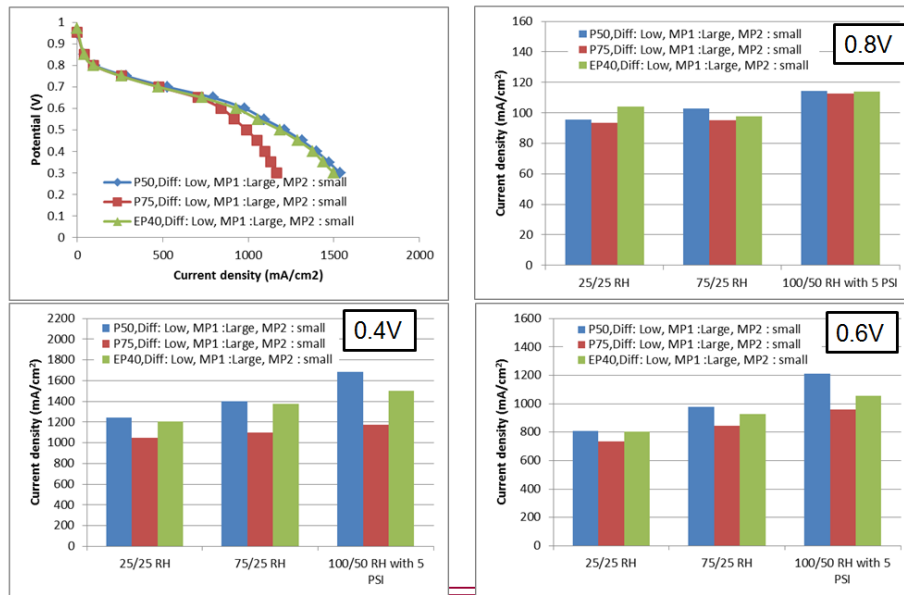 1
0.9
0.8
0.7
0.6
0.5
0.4
0.3
0.2
0.1
0
Potential (V)
P50,Diff: Low, MP1 :Large, MP2 : small
P75,Diff: Low, MP1 :Large, MP2 : small
EP40,Diff: Low, MP1 :Large, MP2 : small
0 500 1000 1500 2000
Current density (mA/cm2)
160
140
120
100
80
60
40
20
0
Current density (mA/cm²)
P50,Diff: Low, MP1 :Large, MP2 : small
P75,Diff: Low, MP1 :Large, MP2 : small
EP40,Diff: Low, MP1 :Large, MP2 : small
0.8V
25/25 RH 75/25 RH 100/50 RH with 5 PSI
2200
2000
1800
1600
1400
1200
1000
800
600
400
200
0
Current density (mA/cm²)
P50,Diff: Low, MP1 :Large, MP2 : small
P75,Diff: Low, MP1 :Large, MP2 : small
EP40,Diff: Low, MP1 :Large, MP2 : small
0.4V
25/25 RH 75/25 RH 100/50 RH with 5
PSI
1600
1400
1200
1000
800
600
400
200
0
Current density (mA/cm²)
P50,Diff: Low, MP1 :Large, MP2 : small
P75,Diff: Low, MP1 :Large, MP2 : small
EP40,Diff: Low, MP1 :Large, MP2 : small
0.6V
25/25 RH 75/25 RH 100/50 RH with 5
PSI